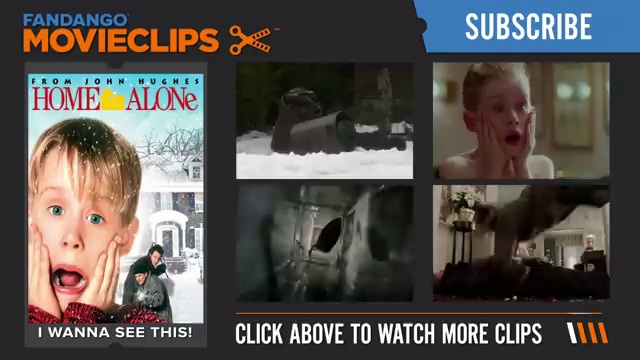 FANDANGO
MOVIECLIPS
SUBSCRIBE
FROM JOHN HUGHES
HOME ALONe
I WANNA SEE THIS!
CLICK ABOVE TO WATCH MORE CLIPS